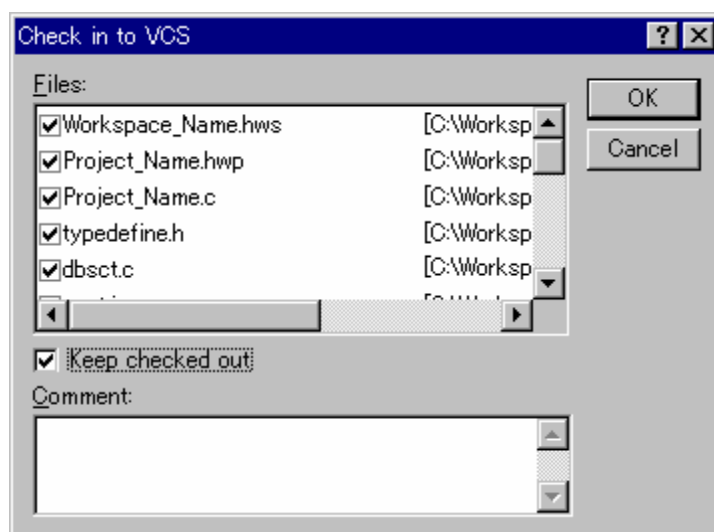 Check in to VCS
Files:
Workspace_Name.hws [C:\Worksp
Project_Name.hwp [C:\Worksp
Project_Name.c [C:\Worksp
typedefine.h [C:\Worksp
dbsct.c [C:\Worksp
OK
Cancel
Keep checked out
Comment: